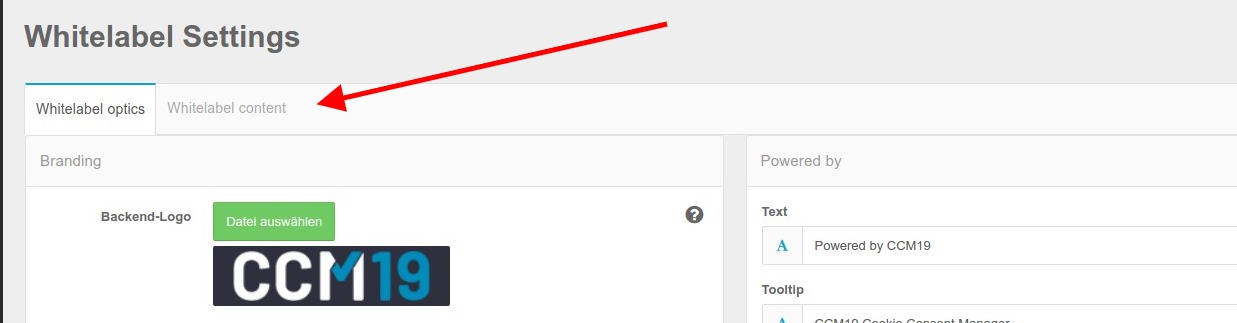 Whitelabel Settings
Whitelabel optics
Whitelabel content
Branding
Backend-Logo
Datei auswählen
?
CCM19
Powered by
Text
A
Powered by CCM19
Tooltip
A
CCM19 Cookie Consent Manager